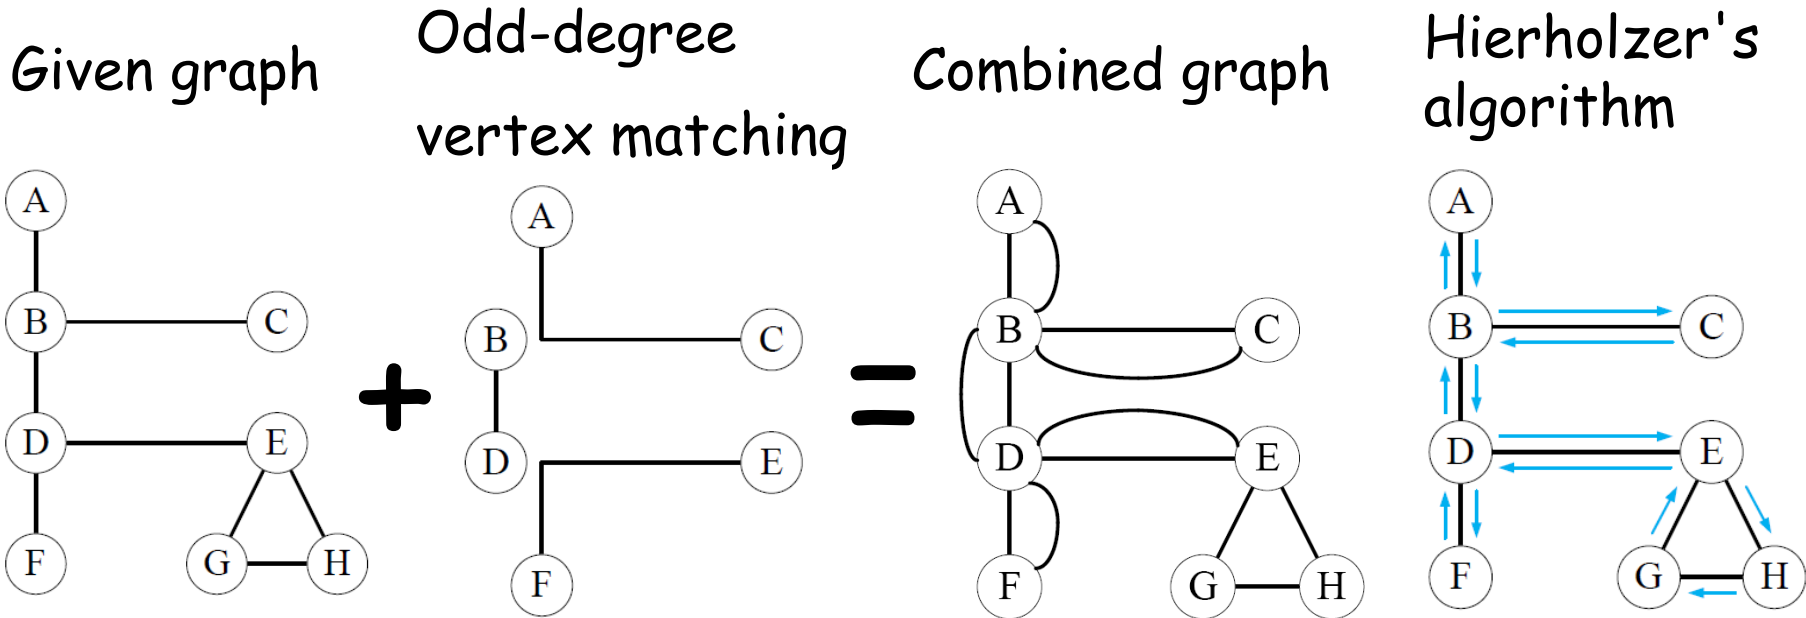 Given graph
Odd-degree
vertex matching
Combined graph
Hierholzer's
algorithm
A
B
C
D
E
F
G
H
+
A
B
C
D
E
F
=
A
B
C
D
E
F
G
H
A
B
C
D
E
F
G
H